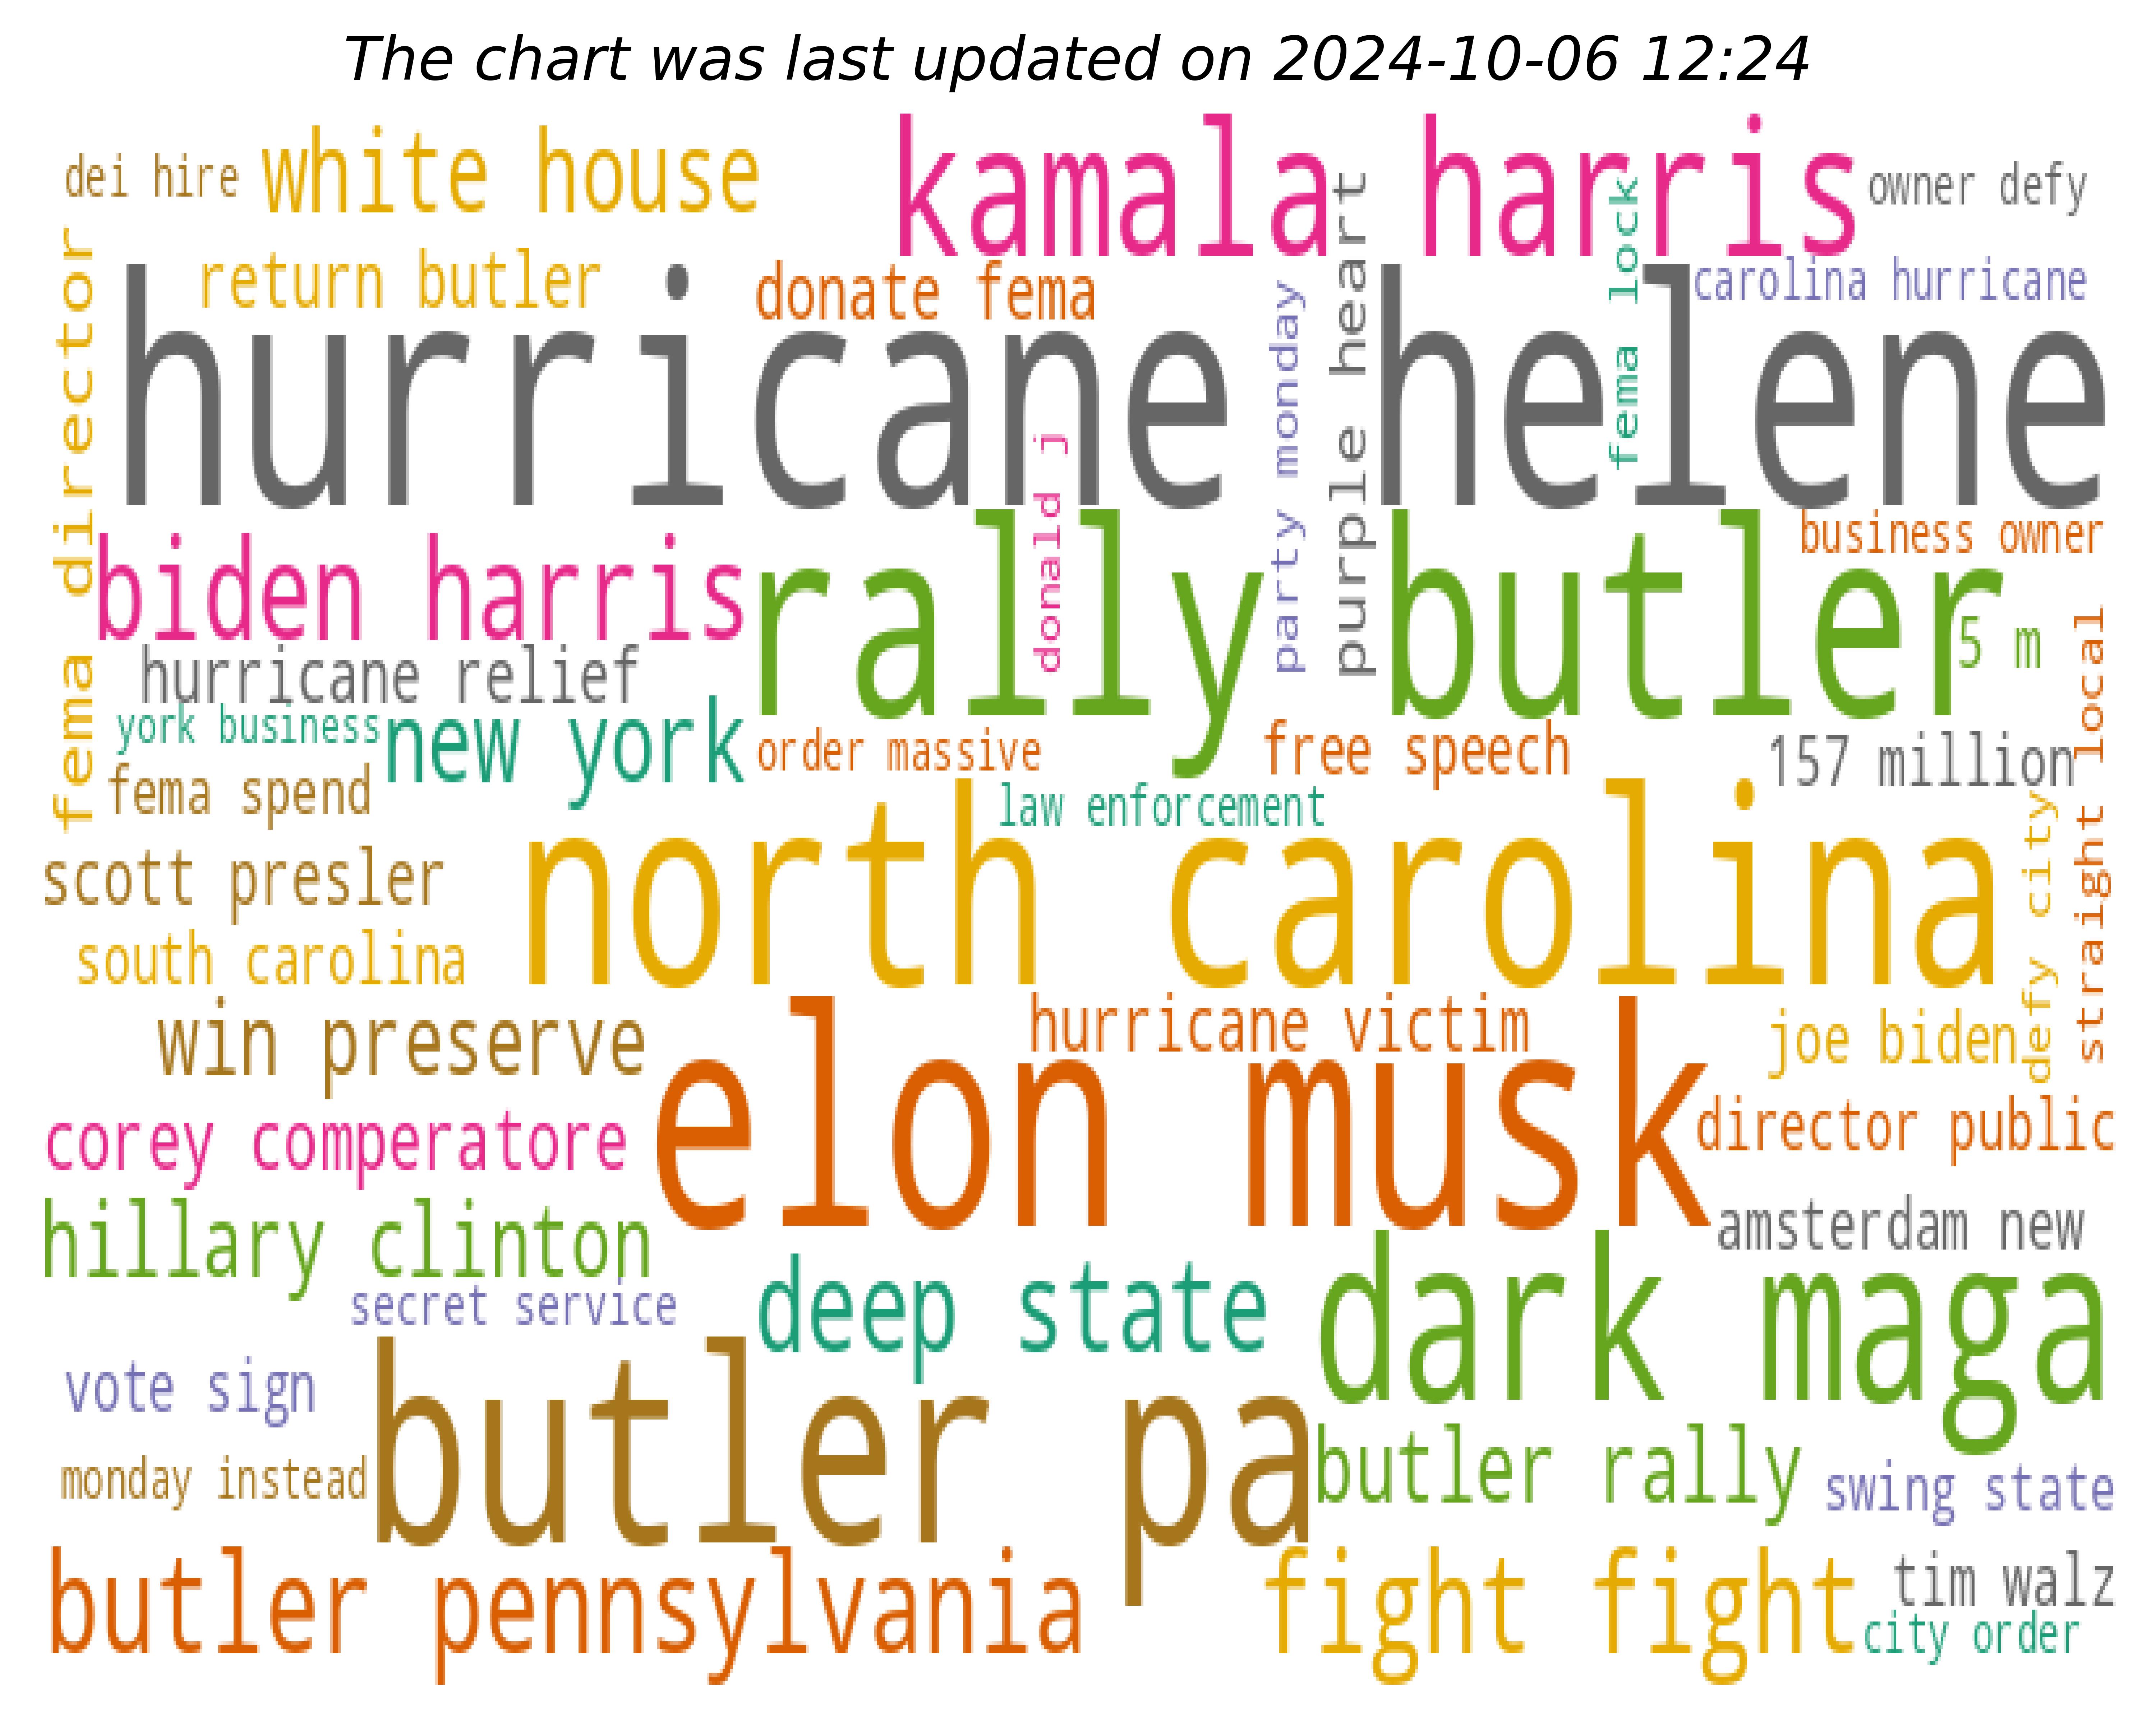 The chart was last updated on 2024-10-06 12:24
dei hire
white house
kamala harris
owner defy
return butler
donate fema
carolina hurricane
fema lock
purple heart
party monday
fema director
hurricane helene
donald j
business owner
biden harris
rally butler
5 m
hurricane relief
york business
new york
order massive
free speech
157 million
straight local
fema spend
law enforcement
scott presler
north carolina
defy city
south carolina
win preserve
hurricane victim
joe biden
elon musk
corey comperatore
director public
hillary clinton
amsterdam new
secret service
deep state
dark maga
vote sign
butler pa
butler rally
monday instead
swing state
butler pennsylvania
fight fight
tim walz
city order